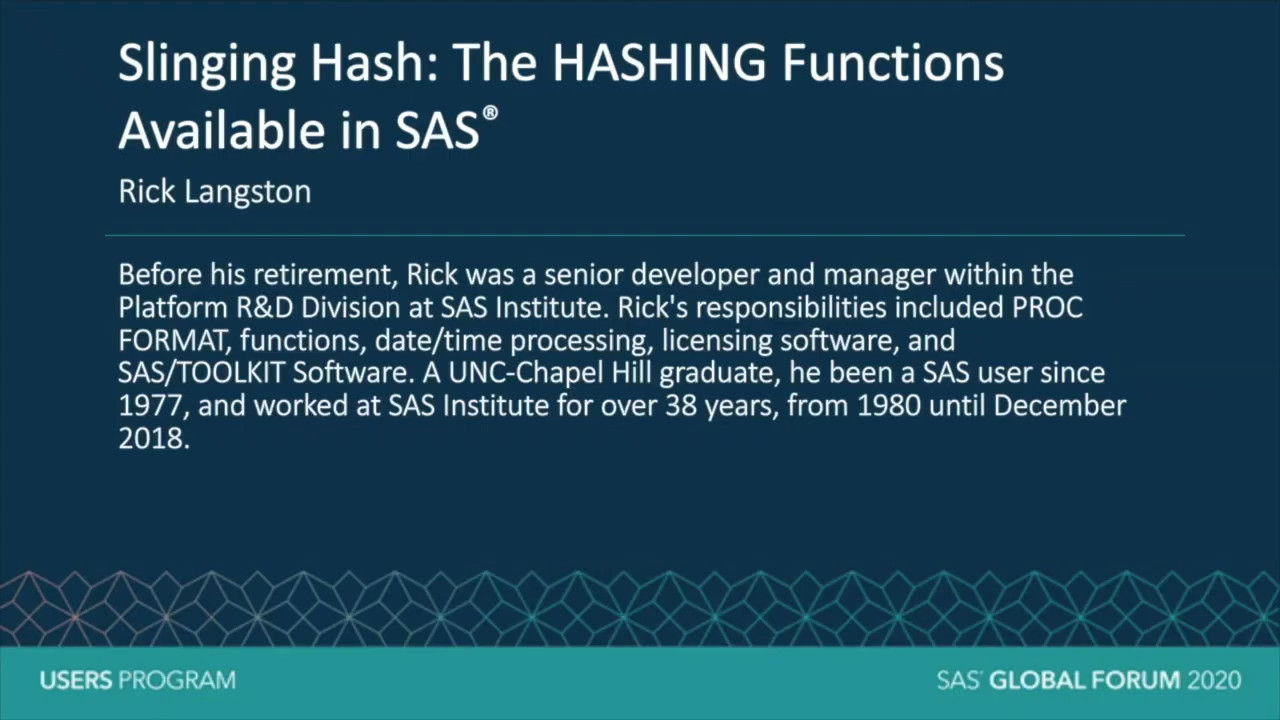 Slinging Hash: The HASHING Functions
Available in SAS®
Rick Langston
Before his retirement, Rick was a senior developer and manager within the
Platform R&D Division at SAS Institute. Rick's responsibilities included PROC
FORMAT, functions, date/time processing, licensing software, and
SAS/TOOLKIT Software. A UNC-Chapel Hill graduate, he been a SAS user since
1977, and worked at SAS Institute for over 38 years, from 1980 until December
2018.
USERS PROGRAM
SAS® GLOBAL FORUM 2020